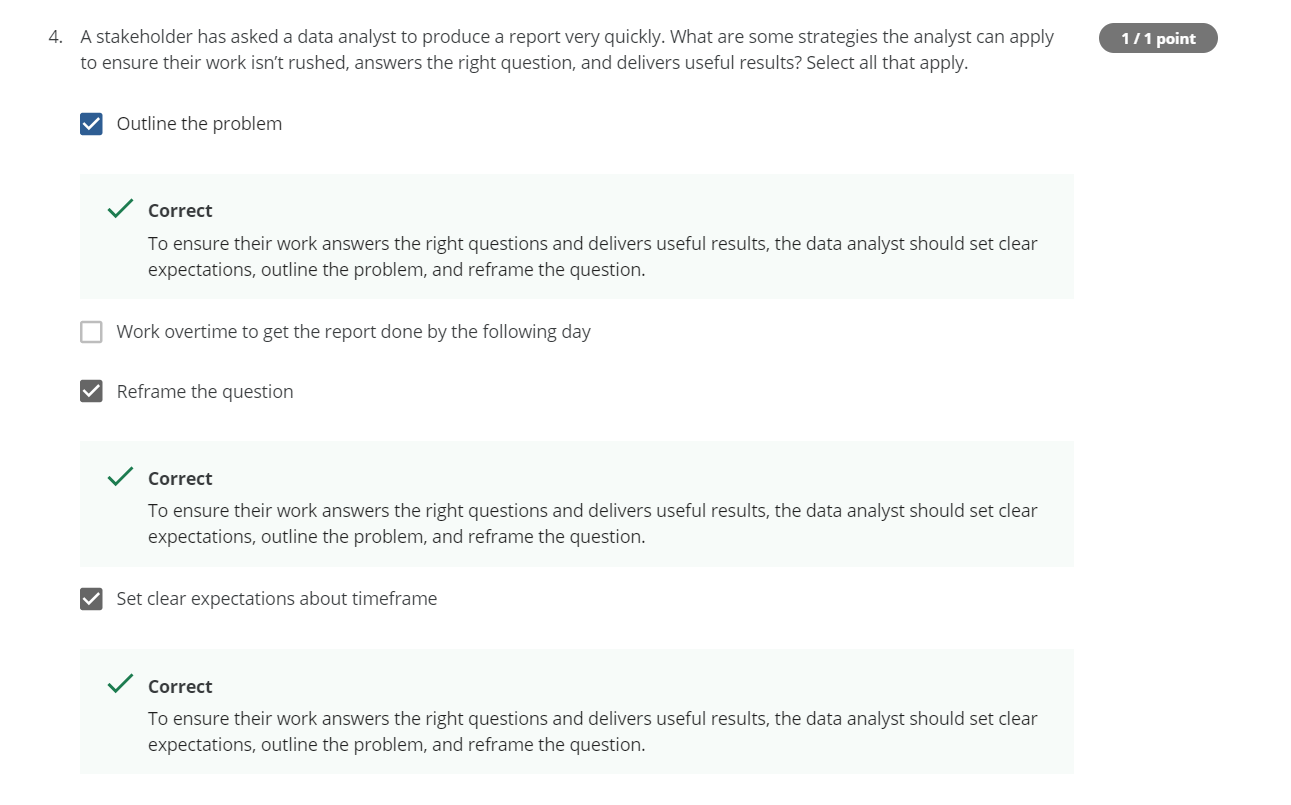 4. A stakeholder has asked a data analyst to produce a report very quickly. What are some strategies the analyst can apply
to ensure their work isn’t rushed, answers the right question, and delivers useful results? Select all that apply.
1 / 1 point
Outline the problem
Correct
To ensure their work answers the right questions and delivers useful results, the data analyst should set clear
expectations, outline the problem, and reframe the question.
Work overtime to get the report done by the following day
Reframe the question
Correct
To ensure their work answers the right questions and delivers useful results, the data analyst should set clear
expectations, outline the problem, and reframe the question.
Set clear expectations about timeframe
Correct
To ensure their work answers the right questions and delivers useful results, the data analyst should set clear
expectations, outline the problem, and reframe the question.